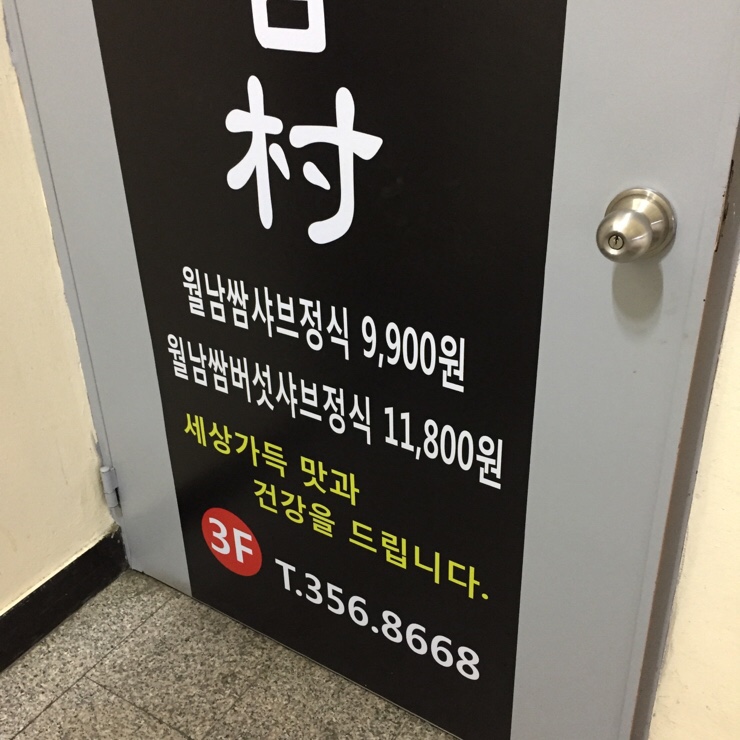 村
월남쌈샤브정식 9,900원
월남쌈버섯샤브정식 11,800원
세상가득 맛과
건강을 드립니다.
3F
T.356.8668